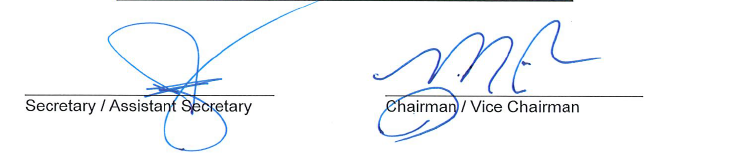 Secretary / Assistant Secretary
Chairman / Vice Chairman